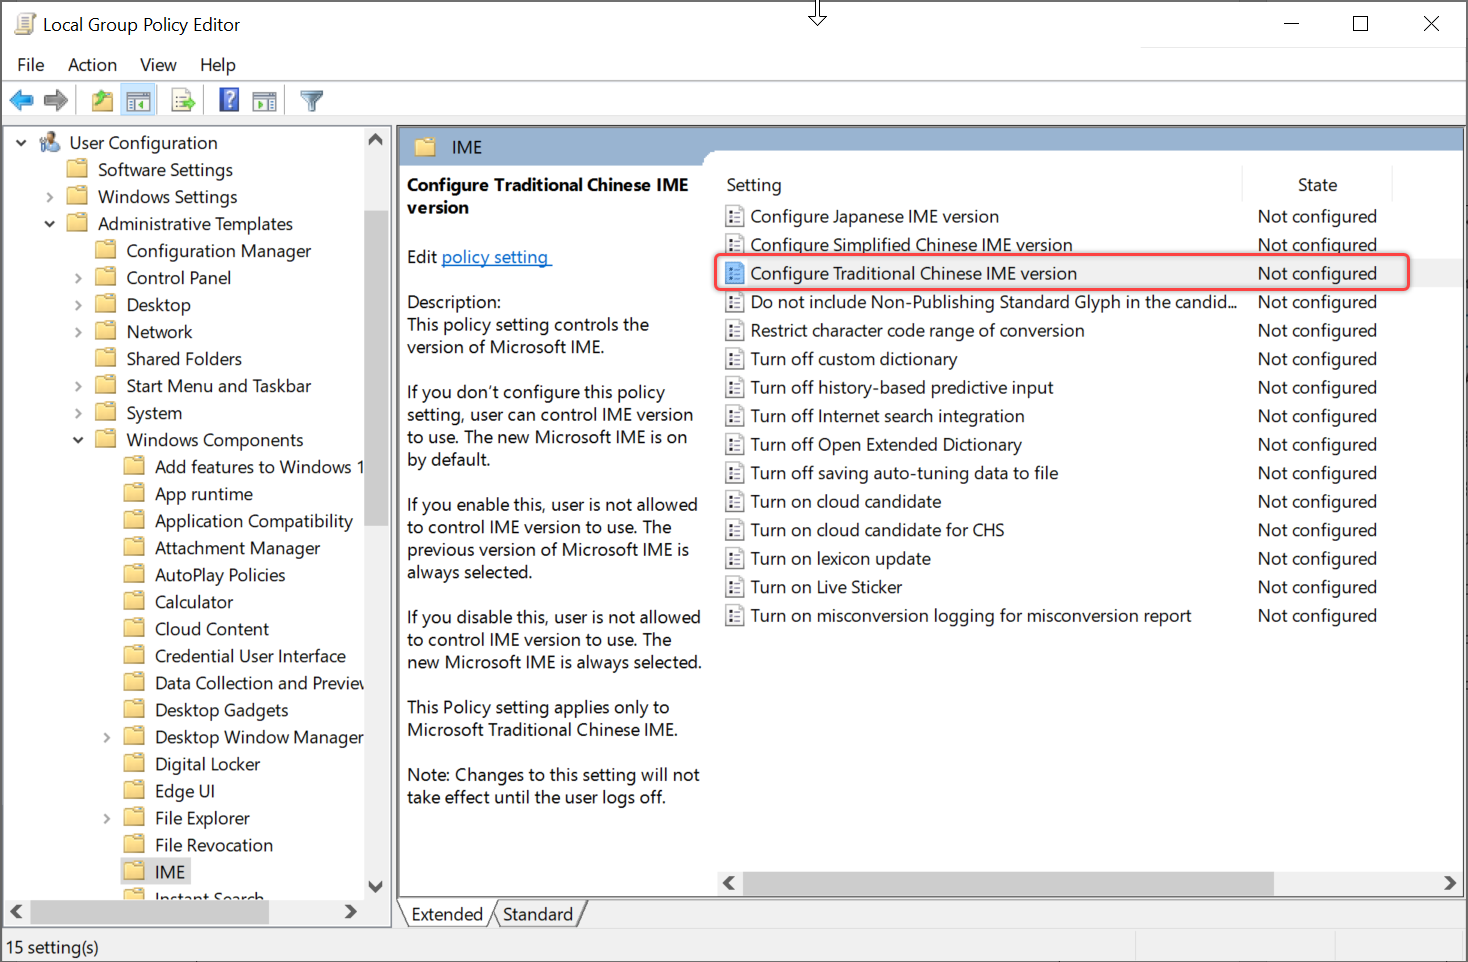 Local Group Policy Editor
File Action View Help
User Configuration
Software Settings
Windows Settings
Administrative Templates
Configuration Manager
Control Panel
Desktop
Network
Shared Folders
Start Menu and Taskbar
System
Windows Components
Add features to Windows 1
App runtime
Application Compatibility
Attachment Manager
AutoPlay Policies
Calculator
Cloud Content
Credential User Interface
Data Collection and Preview
Desktop Gadgets
Desktop Window Manager
Digital Locker
Edge UI
File Explorer
File Revocation
IME
Instant Search
IME
Configure Traditional Chinese IME
version
Edit policy setting
Description:
This policy setting controls the
version of Microsoft IME.
If you don't configure this policy
setting, user can control IME version
to use. The new Microsoft IME is on
by default.
If you enable this, user is not allowed
to control IME version to use. The
previous version of Microsoft IME is
always selected.
If you disable this, user is not allowed
to control IME version to use. The
new Microsoft IME is always selected.
This Policy setting applies only to
Microsoft Traditional Chinese IME.
Note: Changes to this setting will not
take effect until the user logs off.
Setting State
Configure Japanese IME version Not configured
Configure Simplified Chinese IME version Not configured
Configure Traditional Chinese IME version Not configured
Do not include Non-Publishing Standard Glyph in the candid... Not configured
Restrict character code range of conversion Not configured
Turn off custom dictionary Not configured
Turn off history-based predictive input Not configured
Turn off Internet search integration Not configured
Turn off Open Extended Dictionary Not configured
Turn off saving auto-tuning data to file Not configured
Turn on cloud candidate Not configured
Turn on cloud candidate for CHS Not configured
Turn on lexicon update Not configured
Turn on Live Sticker Not configured
Turn on misconversion logging for misconversion report Not configured
Extended Standard
15 setting(s)